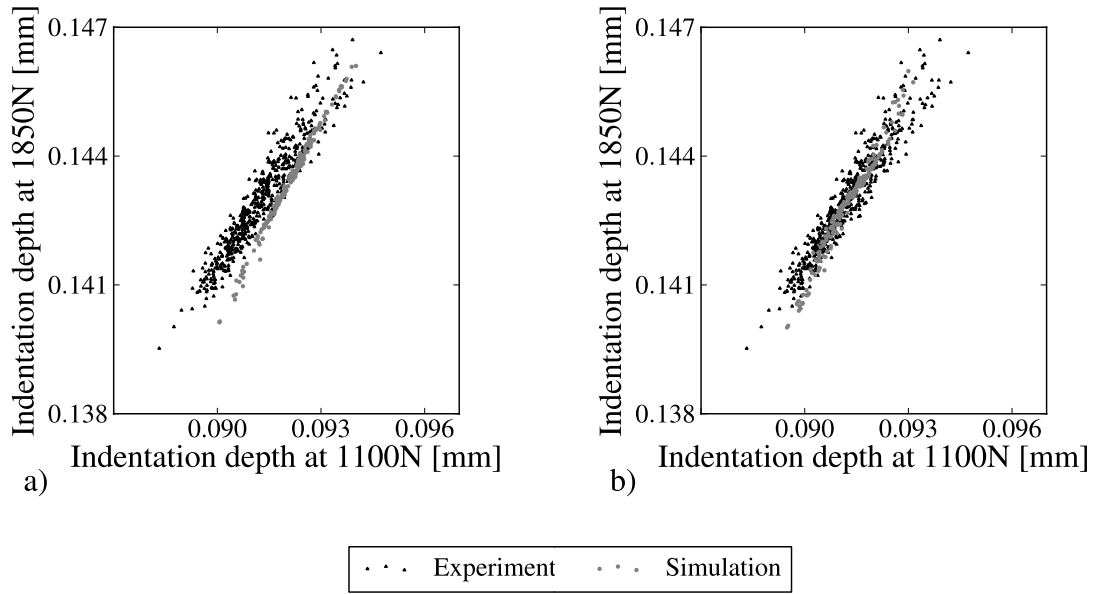 0.147
0.144
0.141
0.138
0.090 0.093 0.096
Indentation depth at 1850N [mm]
Indentation depth at 1100N [mm]
a)
0.147
0.144
0.141
0.138
0.090 0.093 0.096
Indentation depth at 1850N [mm]
Indentation depth at 1100N [mm]
b)
Experiment Simulation